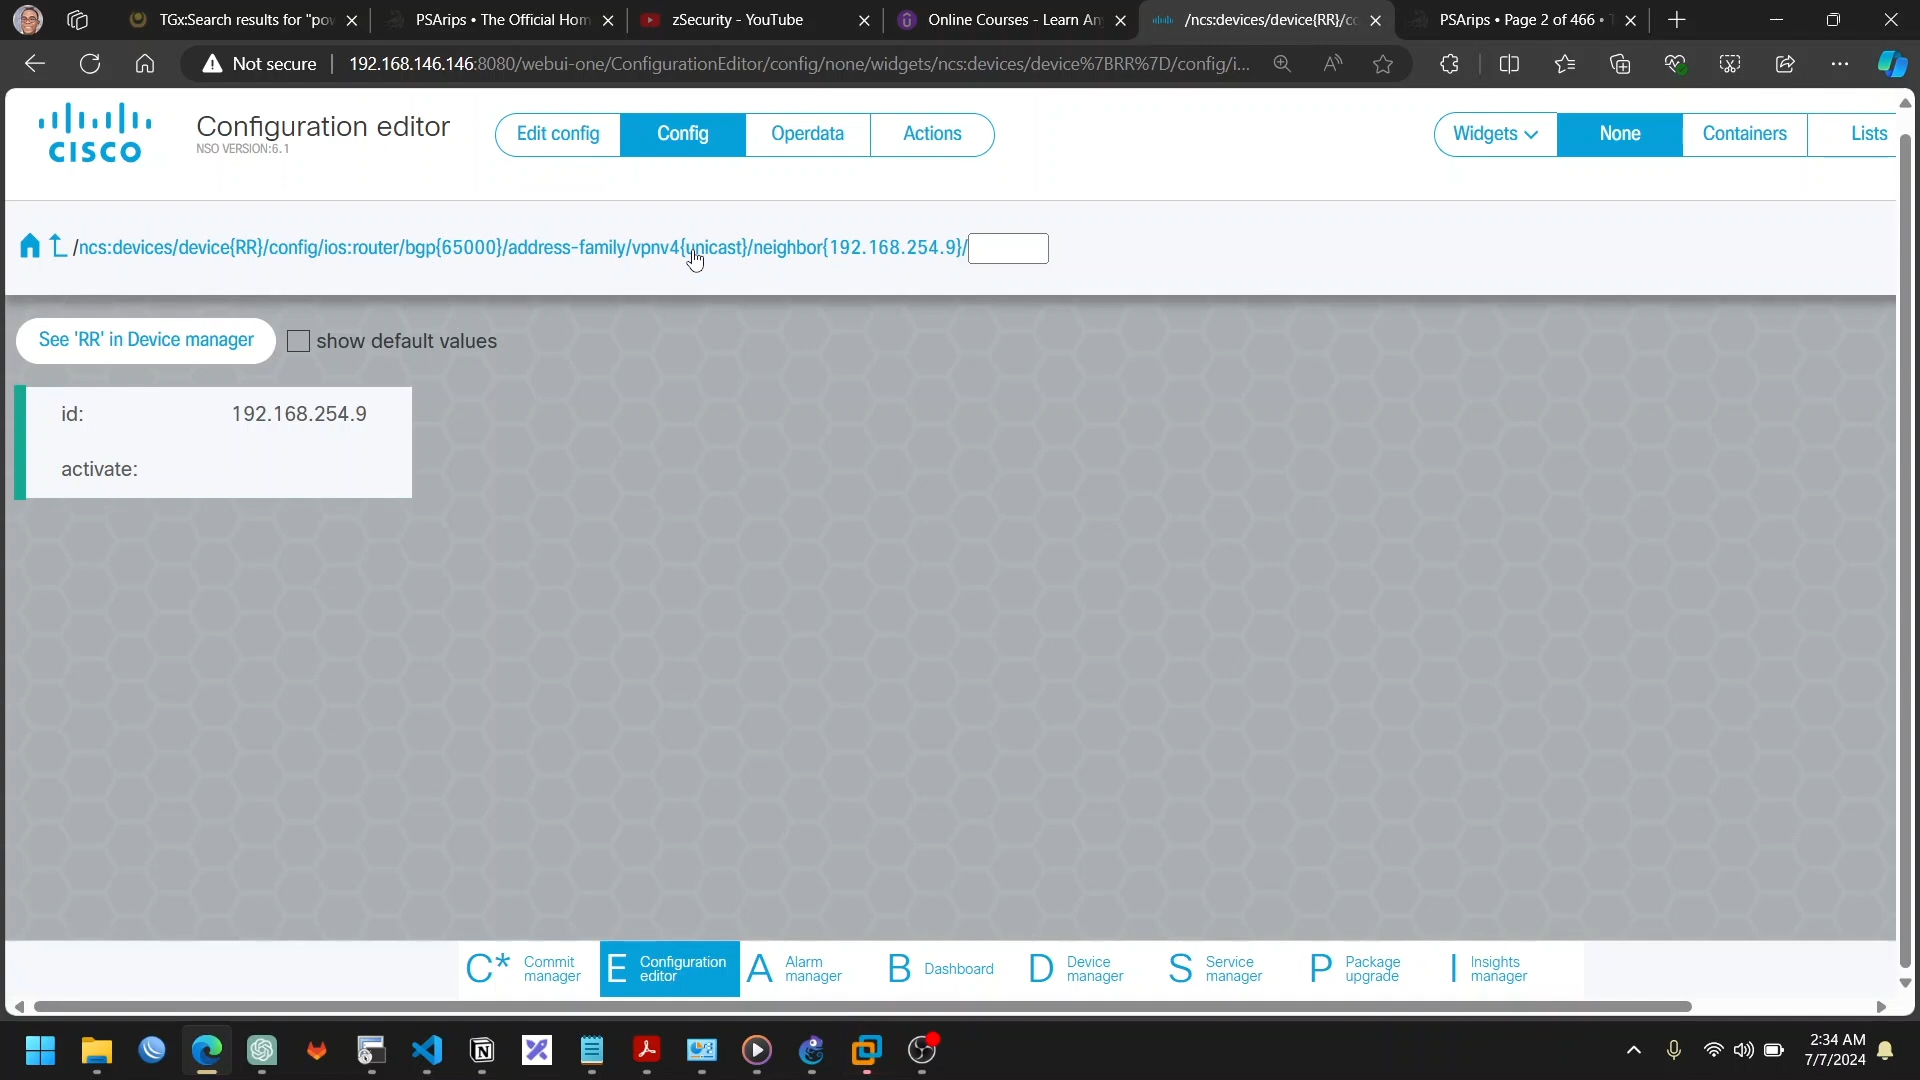 TGx:Search results for "pow
PSArips • The Official Hom
zSecurity - YouTube
Online Courses - Learn An
/ncs:devices/device{RR}/co
PSArips • Page 2 of 466 •
Not secure
192.168.146.146:8080/webui-one/ConfigurationEditor/config/none/widgets/ncs:devices/device%7BRR%7D/config/i...
CISCO
Configuration editor
NSO VERSION:6.1
Edit config
Config
Operdata
Actions
Widgets
None
Containers
Lists
/ncs:devices/device{RR}/config/ios:router/bgp{65000}/address-family/vpnv4{unicast}/neighbor{192.168.254.9}/
See 'RR' in Device manager
show default values
id: 192.168.254.9
activate:
C* Commit manager
E Configuration editor
A Alarm manager
B Dashboard
D Device manager
S Service manager
P Package upgrade
I Insights manager
2:34 AM
7/7/2024